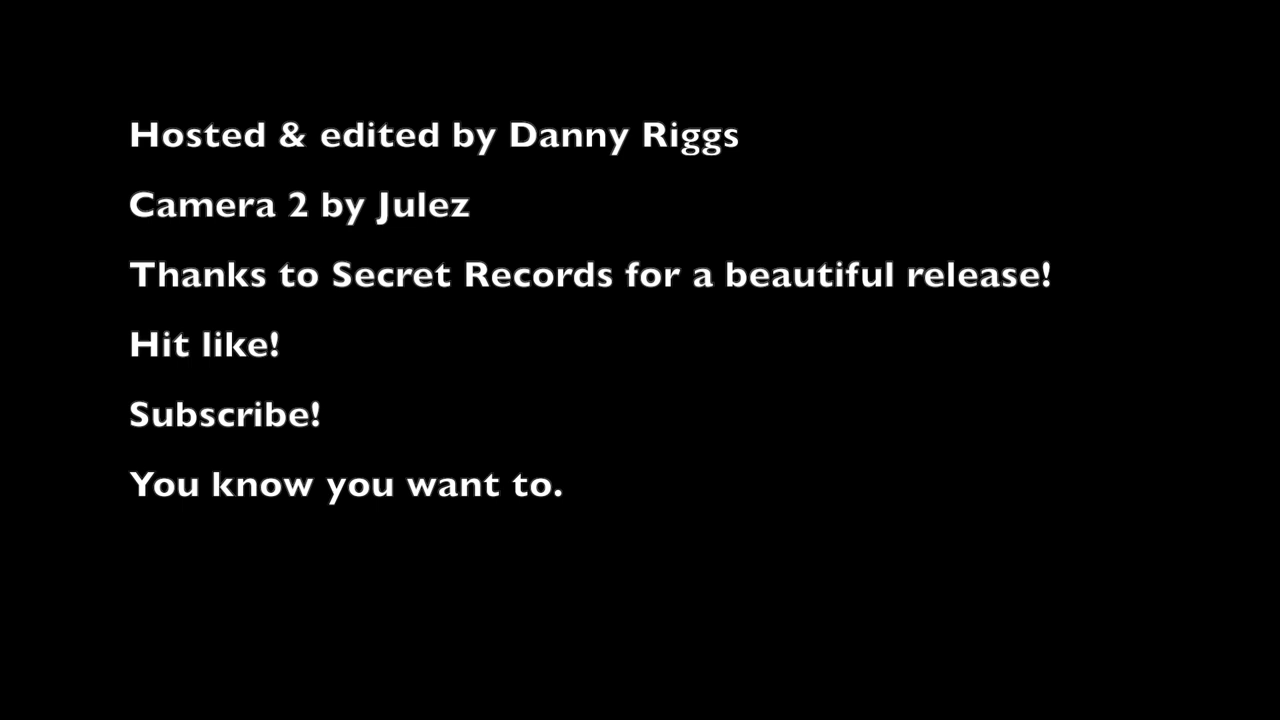 Hosted & edited by Danny Riggs
Camera 2 by Julez
Thanks to Secret Records for a beautiful release!
Hit like!
Subscribe!
You know you want to.